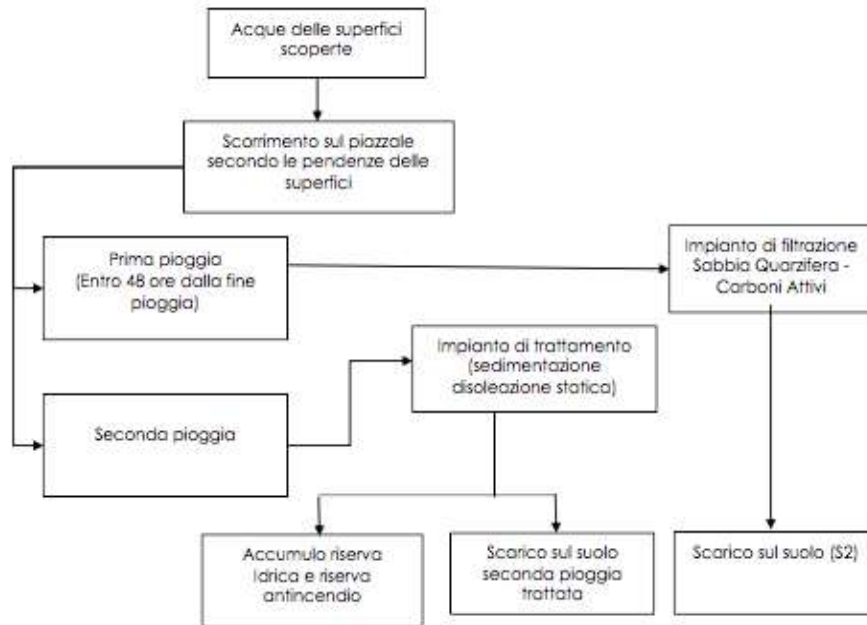 Acque delle superfici
scoperte
Scorrimento sul piazzale
secondo le pendenze delle
superfici
Prima pioggia
(Entro 48 ore dalla fine
pioggia)
Impianto di filtrazione
Sabbia Quarzifera -
Carboni Attivi
Impianto di trattamento
(sedimentazione
disoleazione statica)
Seconda pioggia
Accumulo riserva
Idrica e riserva
antincendio
Scarico sul suolo
seconda pioggia
trattata
Scarico sul suolo (S2)